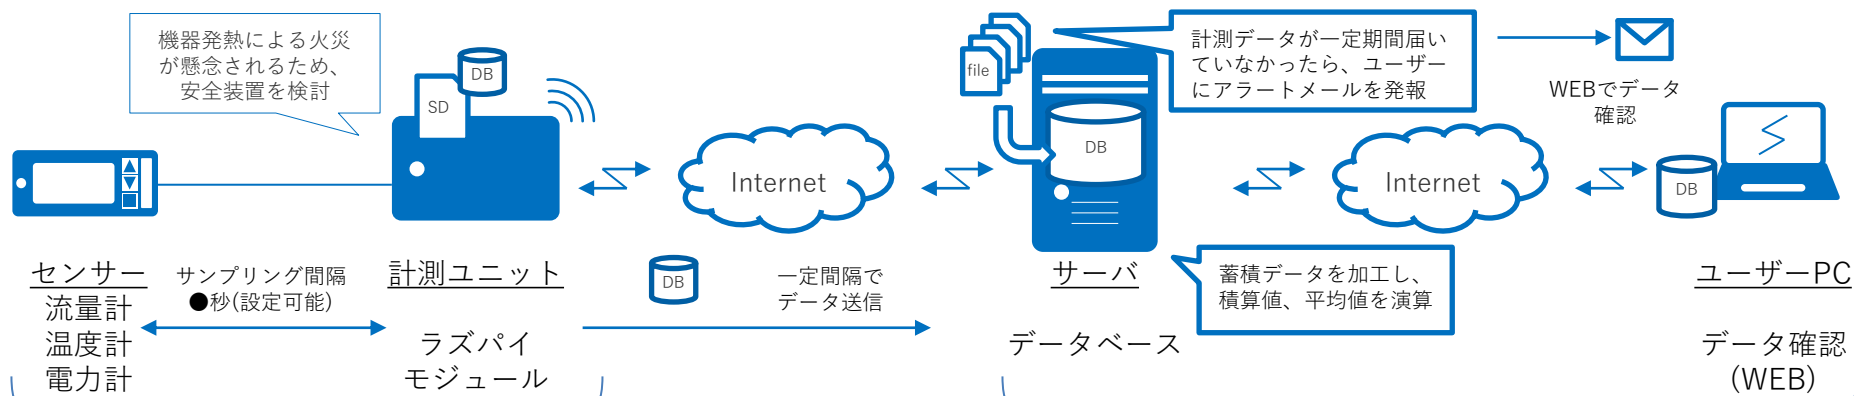 機器発熱による火災
が懸念されるため、
安全装置を検討
DB
SD
file
DB
計測データが一定期間届い
ていなかったら、ユーザー
にアラートメールを発報
WEBでデータ
確認
Internet
Internet
DB
センサー
流量計
温度計
電力計
サンプリング間隔
●秒(設定可能)
計測ユニット
ラズパイ
モジュール
DB
一定間隔で
データ送信
サーバ
データベース
蓄積データを加工し、
積算値、平均値を演算
ユーザーPC
データ確認
(WEB)